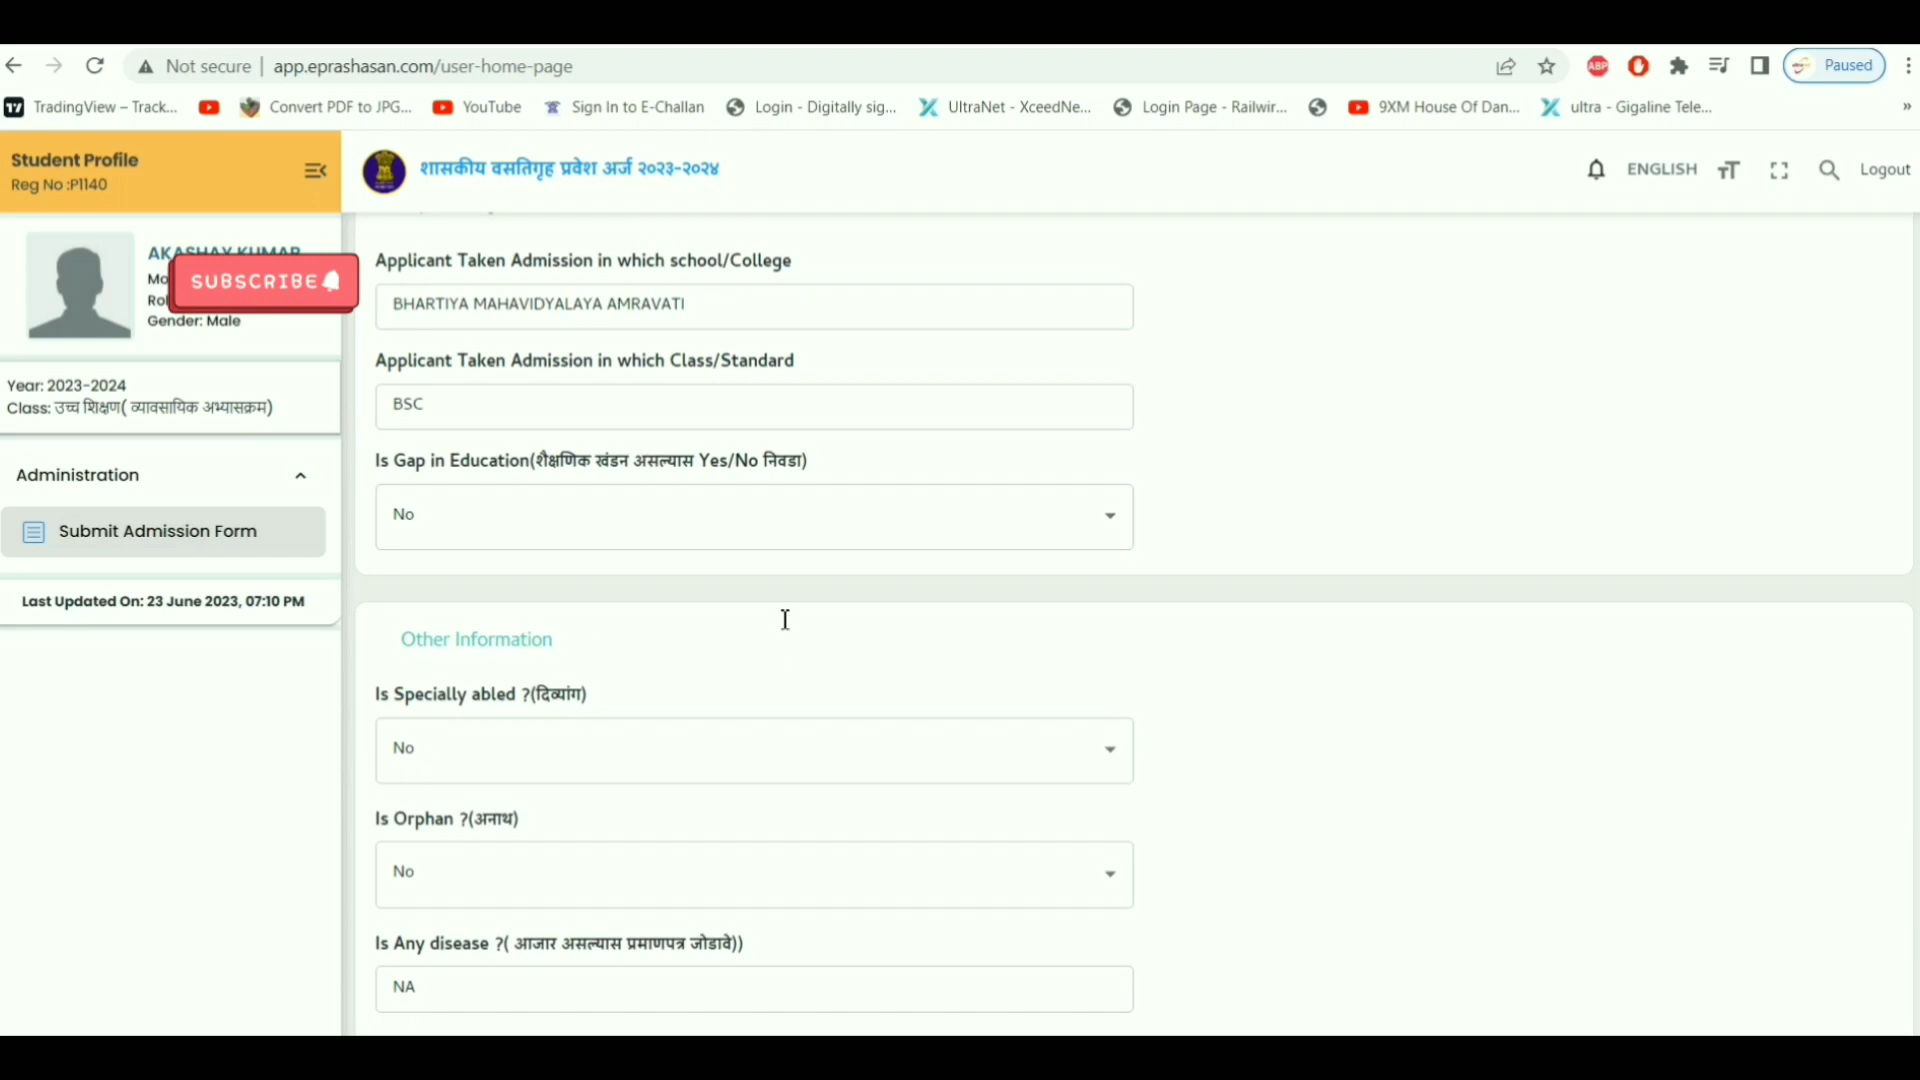 Not secure | app.eprashasan.com/user-home-page
ABP
Paused
TradingView – Track...
Convert PDF to JPG...
YouTube
Sign In to E-Challan
Login - Digitally sig...
UltraNet - XceedNe...
Login Page - Railwir...
9XM House Of Dan...
ultra - Gigaline Tele...
»
Student Profile
Reg No :P1140
शासकीय वसतिगृह प्रवेश अर्ज २०२३-२०२४
ENGLISH
Logout
AKASHAY KUMAR
SUBSCRIBE
Gender: Male
Year: 2023-2024
Class: उच्च शिक्षण( व्यावसायिक अभ्यासक्रम)
Administration
Submit Admission Form
Last Updated On: 23 June 2023, 07:10 PM
Applicant Taken Admission in which school/College
BHARTIYA MAHAVIDYALAYA AMRAVATI
Applicant Taken Admission in which Class/Standard
BSC
Is Gap in Education(शैक्षणिक खंडन असल्यास Yes/No निवडा)
No
Other Information
Is Specially abled ?(दिव्यांग)
No
Is Orphan ?(अनाथ)
No
Is Any disease ?( आजार असल्यास प्रमाणपत्र जोडावे))
NA